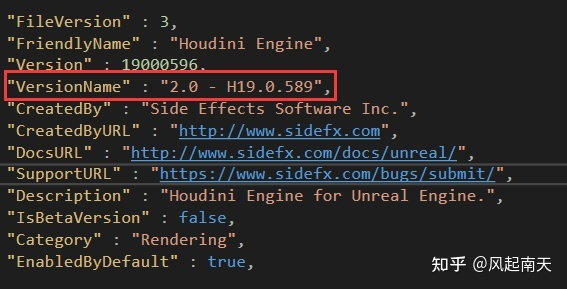 "FileVersion" : 3,
"FriendlyName" : "Houdini Engine",
"Version" : 19000596,
"VersionName" : "2.0 - H19.0.589",
"CreatedBy" : "Side Effects Software Inc.",
"CreatedByURL" : "http://www.sidefx.com",
"DocsURL" : "http://www.sidefx.com/docs/unreal/",
"SupportURL" : "https://www.sidefx.com/bugs/submit/",
"Description" : "Houdini Engine for Unreal Engine.",
"IsBetaVersion" : false,
"Category" : "Rendering",
"EnabledByDefault" : true,
知乎 @风起南天